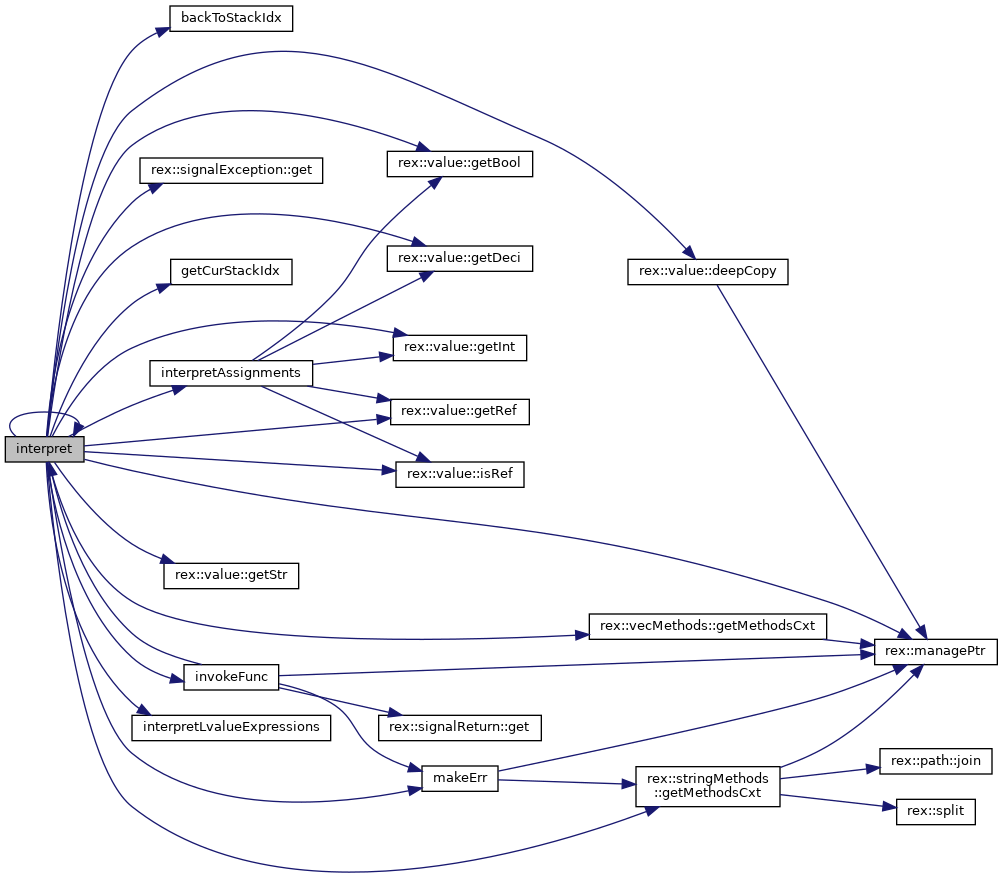 backToStackIdx
rex::value::getBool
rex::signalException::get
rex::value::getDeci
getCurStackIdx
rex::value::deepCopy
rex::value::getInt
interpretAssignments
rex::value::getRef
interpret
rex::value::isRef
rex::value::getStr
rex::vecMethods::getMethodsCxt
rex::managePtr
invokeFunc
interpretLvalueExpressions
rex::signalReturn::get
rex::path::join
makeErr
rex::stringMethods
::getMethodsCxt
rex::split